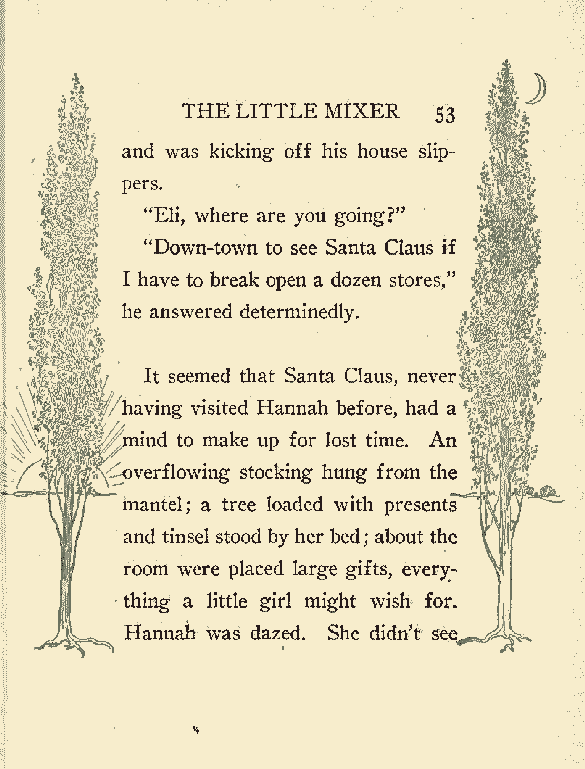 THE LITTLE MIXER 53
and was kicking off his house slip-
pers.
“Eli, where are you going?”
“Down-town to see Santa Claus if
I have to break open a dozen stores,”
he answered determinedly.
It seemed that Santa Claus, never
having visited Hannah before, had a
mind to make up for lost time. An
overflowing stocking hung from the
mantel; a tree loaded with presents
and tinsel stood by her bed; about the
room were placed large gifts, every-
thing a little girl might wish for.
Hannah was dazed. She didn’t see